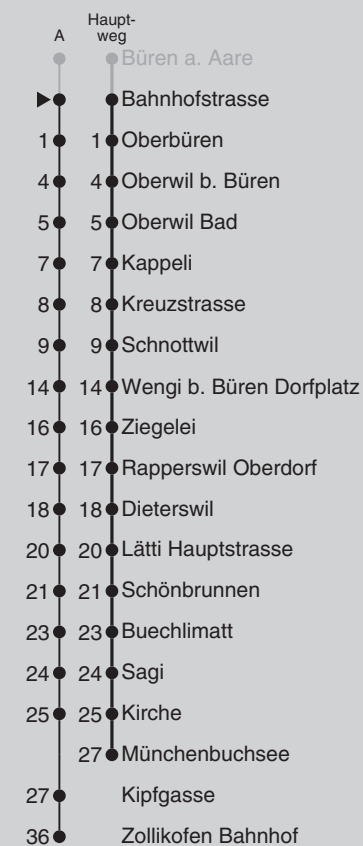 A Haupt-
weg
Büren a. Aare
Bahnhofstrasse
1 1 Oberbüren
4 4 Oberwil b. Büren
5 5 Oberwil Bad
7 7 Kappeli
8 8 Kreuzstrasse
9 9 Schnottwil
14 14 Wengi b. Büren Dorfplatz
16 16 Ziegelei
17 17 Rapperswil Oberdorf
18 18 Dieterswil
20 20 Lätti Hauptstrasse
21 21 Schönbrunnen
23 23 Buechlimatt
24 24 Sagi
25 25 Kirche
27 Münchenbuchsee
27 Kipfgasse
36 Zollikofen Bahnhof